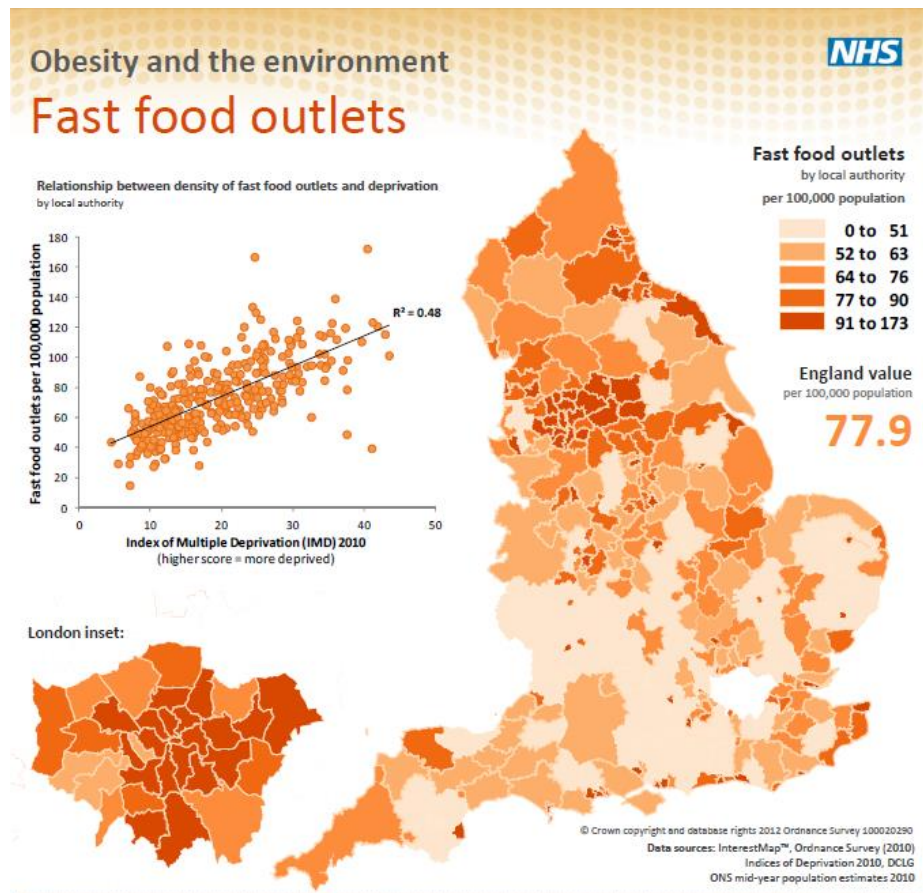 Obesity and the environment
NHS
Fast food outlets
Relationship between density of fast food outlets and deprivation
by local authority
Fast food outlets per 100,000 population
180
160
140
120
100
80
60
40
20
0
R² = 0.48
0 10 20 30 40 50
Index of Multiple Deprivation (IMD) 2010
(higher score = more deprived)
Fast food outlets
by local authority
per 100,000 population
0 to 51
52 to 63
64 to 76
77 to 90
91 to 173
England value
per 100,000 population
77.9
London inset:
© Crown copyright and database rights 2012 Ordnance Survey 100020290
Data sources: InterestMap™, Ordnance Survey (2010)
Indices of Deprivation 2010, DCLG
ONS mid-year population estimates 2010